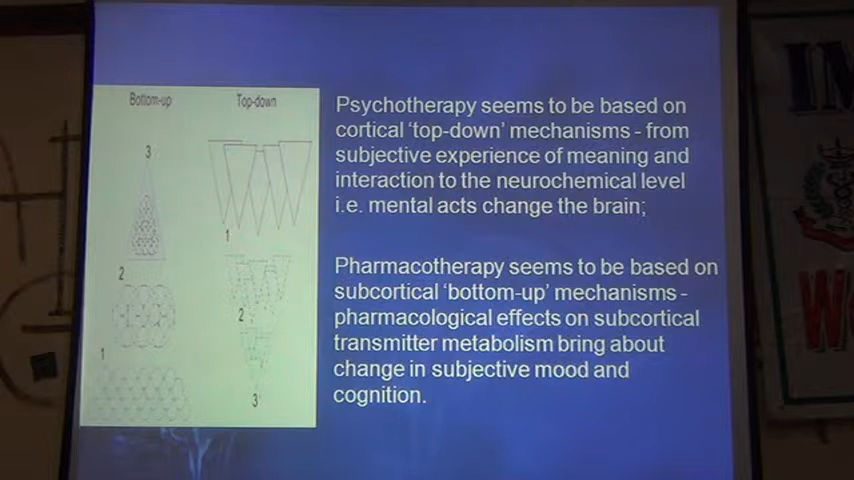 Bottom-up
Top-down
3
1
2
2
1
3
Psychotherapy seems to be based on
cortical ‘top-down’ mechanisms - from
subjective experience of meaning and
interaction to the neurochemical level
i.e. mental acts change the brain;
Pharmacotherapy seems to be based on
subcortical ‘bottom-up’ mechanisms -
pharmacological effects on subcortical
transmitter metabolism bring about
change in subjective mood and
cognition.